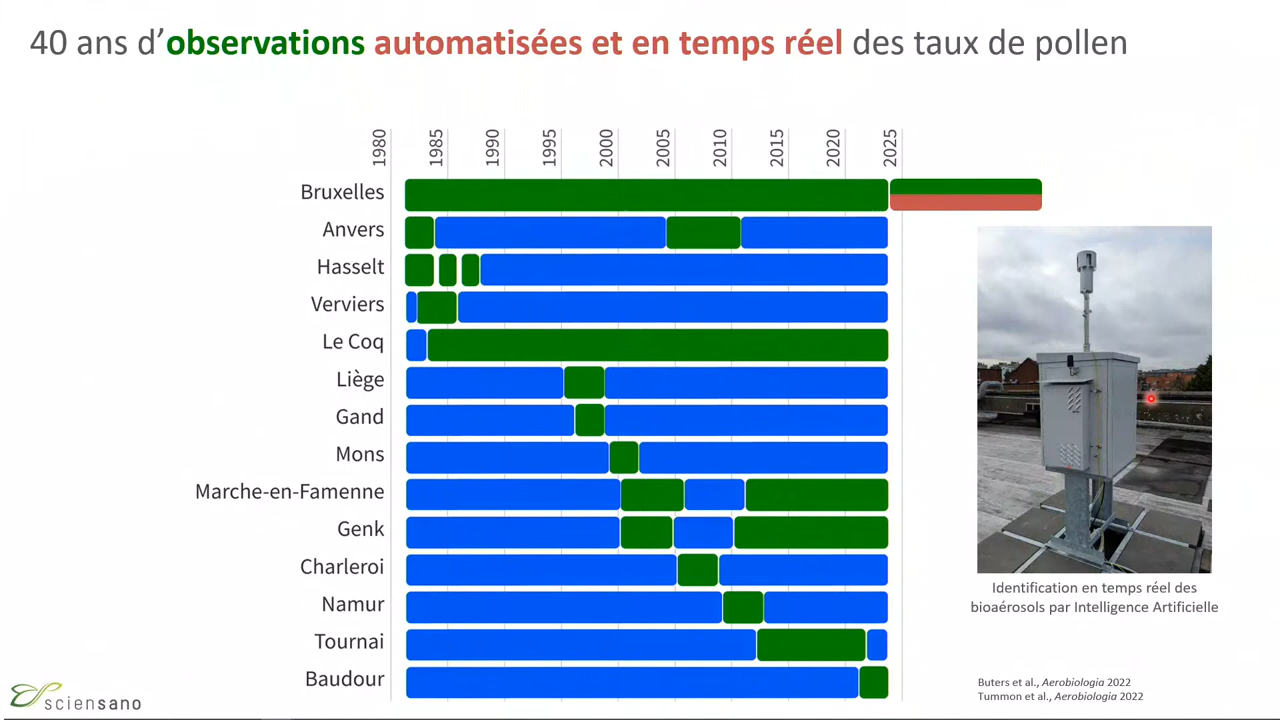 40 ans d’observations automatisées et en temps réel des taux de pollen
1980 1985 1990 1995 2000 2005 2010 2015 2020 2025
Bruxelles
Anvers
Hasselt
Verviers
Le Coq
Liège
Gand
Mons
Marche-en-Famenne
Genk
Charleroi
Namur
Tournai
Baudour
Identification en temps réel des
bioaérosols par Intelligence Artificielle
Buters et al., Aerobiologia 2022
Tummon et al., Aerobiologia 2022
sciensano